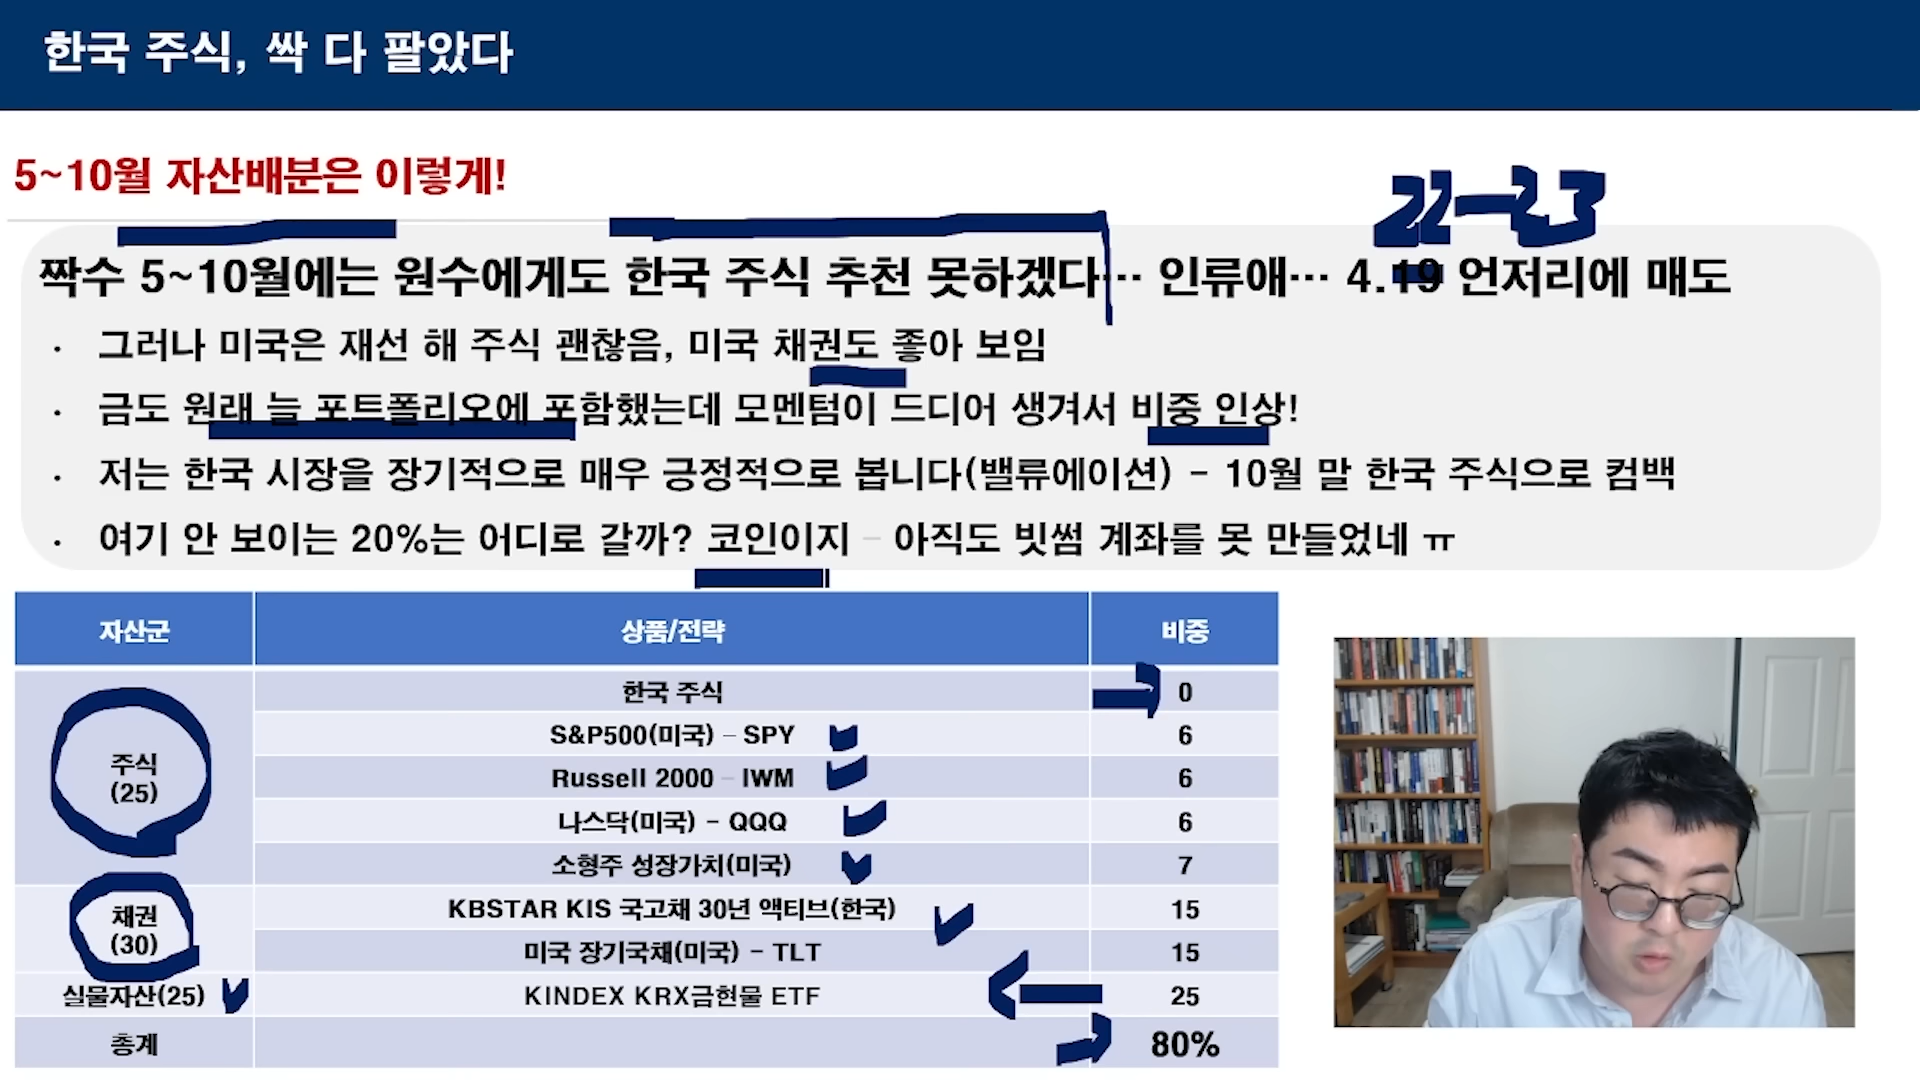 한국 주식, 싹 다 팔았다
5~10월 자산배분은 이렇게!
22-23
짝수 5~10월에는 원수에게도 한국 주식 추천 못하겠다… 인류애… 4.19 언저리에 매도
· 그러나 미국은 재선 해 주식 괜찮음, 미국 채권도 좋아 보임
· 금도 원래 늘 포트폴리오에 포함했는데 모멘텀이 드디어 생겨서 비중 인상!
· 저는 한국 시장을 장기적으로 매우 긍정적으로 봅니다(밸류에이션) - 10월 말 한국 주식으로 컴백
· 여기 안 보이는 20%는 어디로 갈까? 코인이지 – 아직도 빗썸 계좌를 못 만들었네 ㅠ
자산군 상품/전략 비중
주식
(25)
한국 주식 0
S&P500(미국) – SPY 6
Russell 2000 – IWM 6
나스닥(미국) - QQQ 6
소형주 성장가치(미국) 7
채권
(30)
KBSTAR KIS 국고채 30년 액티브(한국) 15
미국 장기국채(미국) - TLT 15
실물자산(25) KINDEX KRX금현물 ETF 25
총계 80%